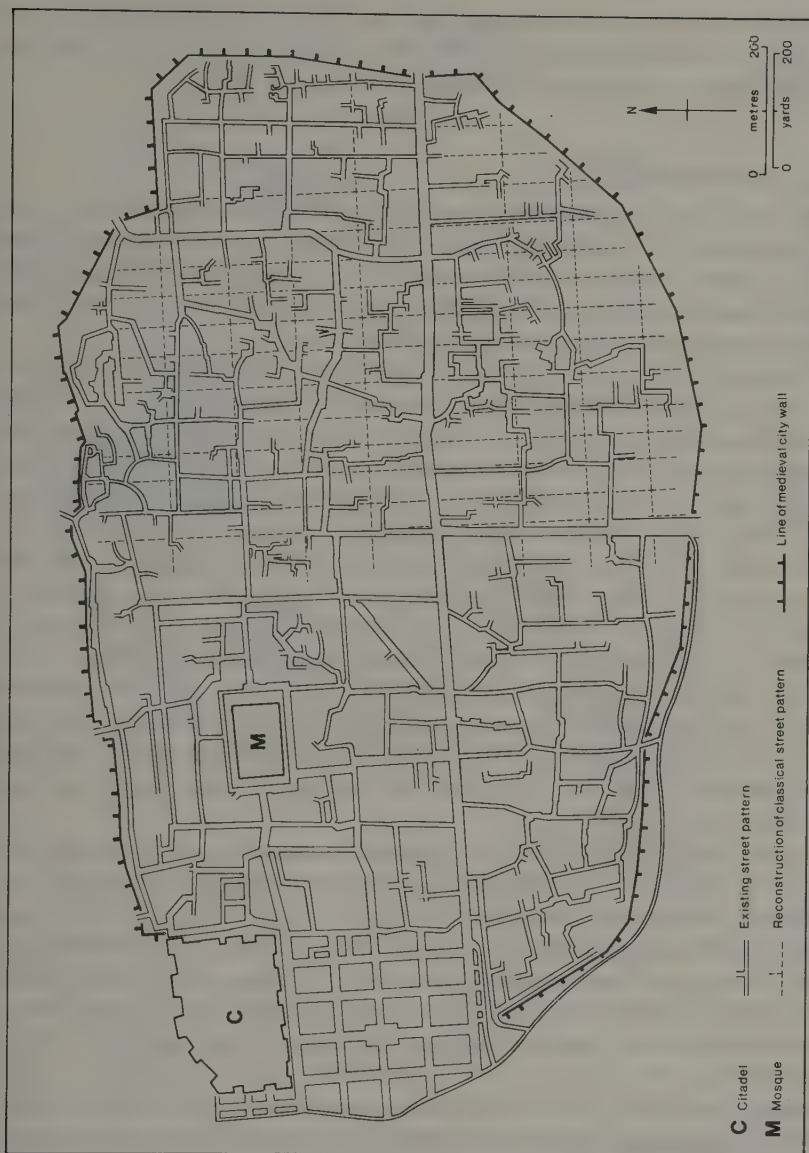 C
M
N
0 metres 200
0 yards 200
C Citadel
M Mosque
Existing street pattern
Reconstruction of classical street pattern
Line of medieval city wall